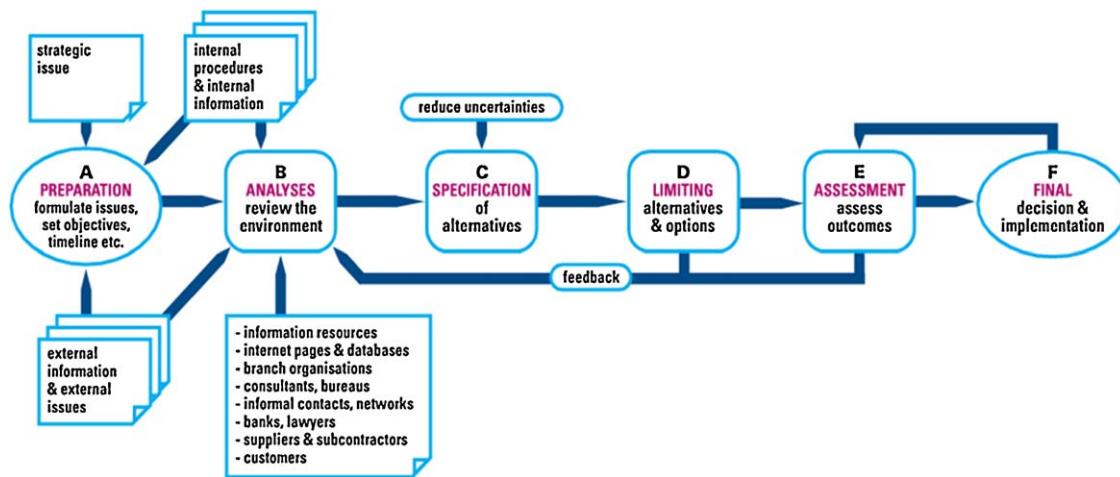 strategic
issue
internal
procedures
& internal
information
reduce uncertainties
A
PREPARATION
formulate issues,
set objectives,
timeline etc.
B
ANALYSES
review the
environment
C
SPECIFICATION
of
alternatives
D
LIMITING
alternatives
& options
E
ASSESSMENT
assess
outcomes
F
FINAL
decision &
implementation
feedback
external
information
& external
issues
- information resources
- internet pages & databases
- branch organisations
- consultants, bureaus
- informal contacts, networks
- banks, lawyers
- suppliers & subcontractors
- customers